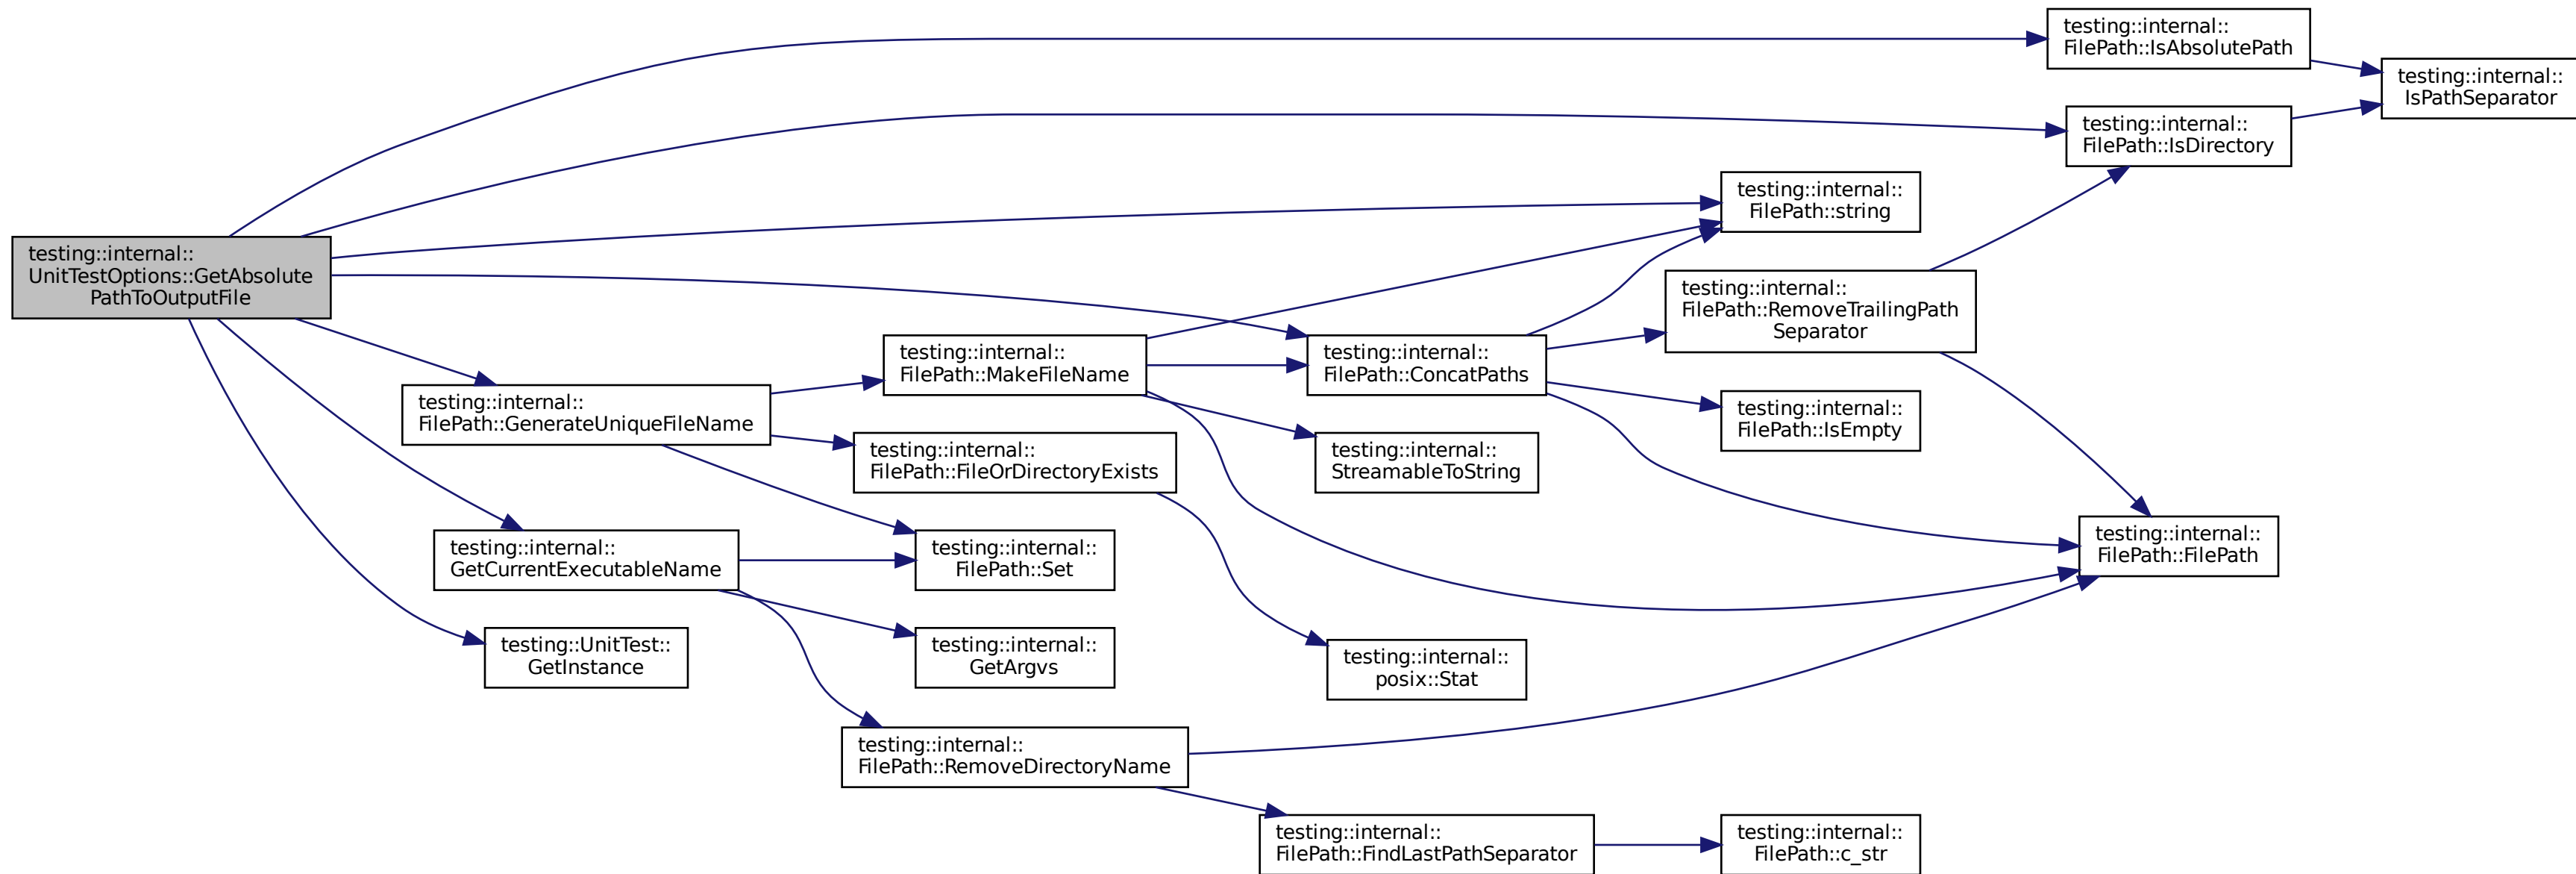 testing::internal::
FilePath::IsAbsolutePath
testing::internal::
IsPathSeparator
testing::internal::
FilePath::IsDirectory
testing::internal::
FilePath::string
testing::internal::
UnitTestOptions::GetAbsolute
PathToOutputFile
testing::internal::
FilePath::RemoveTrailingPath
Separator
testing::internal::
FilePath::MakeFileName
testing::internal::
FilePath::ConcatPaths
testing::internal::
FilePath::GenerateUniqueFileName
testing::internal::
FilePath::IsEmpty
testing::internal::
FilePath::FileOrDirectoryExists
testing::internal::
StreamableToString
testing::internal::
FilePath::FilePath
testing::internal::
GetCurrentExecutableName
testing::internal::
FilePath::Set
testing::UnitTest::
GetInstance
testing::internal::
GetArgvs
testing::internal::
posix::Stat
testing::internal::
FilePath::RemoveDirectoryName
testing::internal::
FilePath::FindLastPathSeparator
testing::internal::
FilePath::c_str